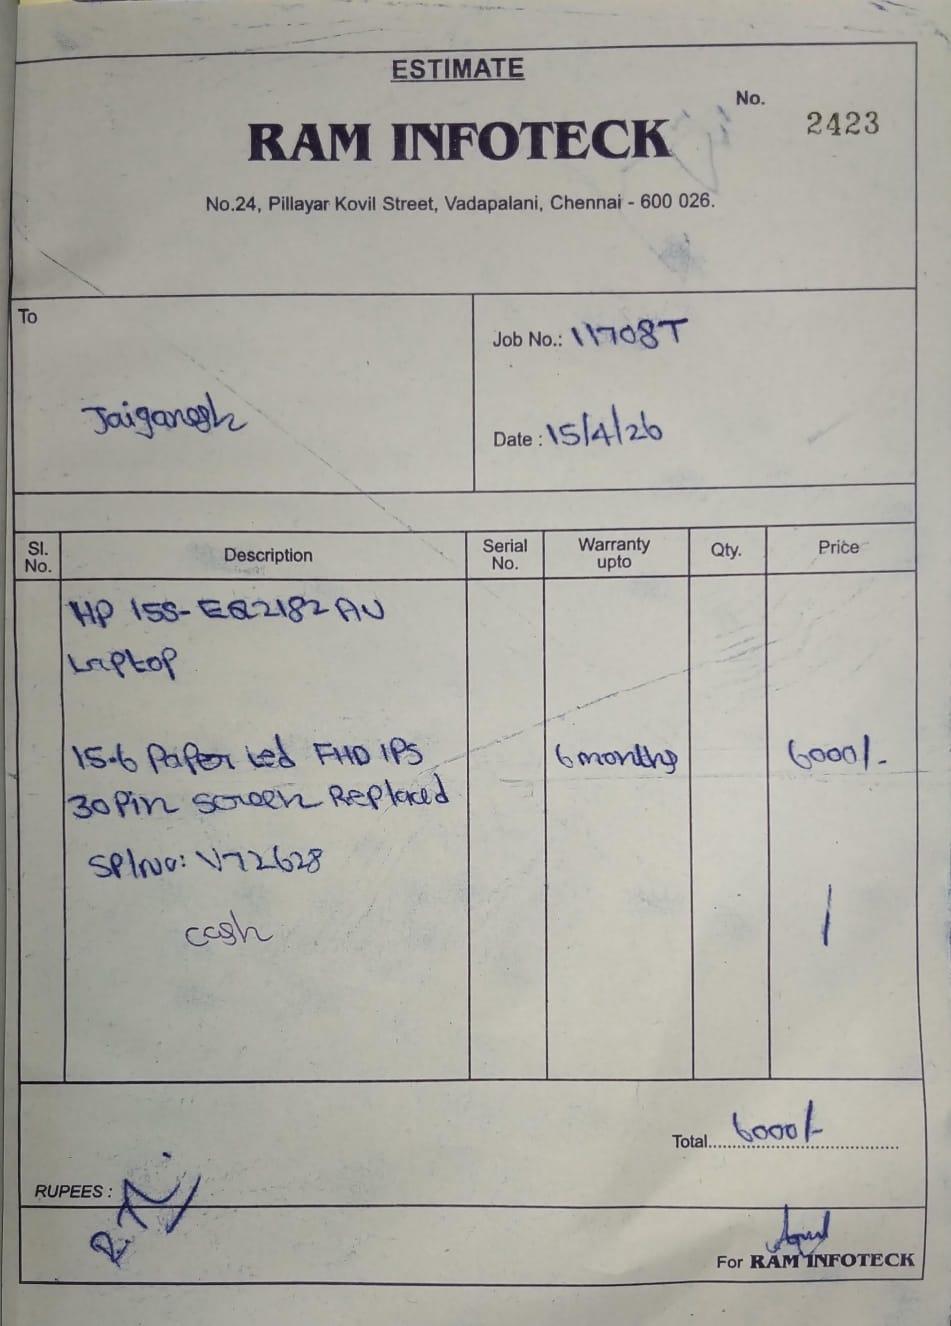 ESTIMATE
No. 2423
RAM INFOTECK
No.24, Pillayar Kovil Street, Vadapalani, Chennai - 600 026.
To
Jaiganesh
Job No.: 11708T
Date : 15/4/26
Sl. No. Description Serial No. Warranty upto Qty. Price
HP 15S-EQ2182AU
Laptop
15.6 Paper Led FHD IPS 6 months 6000/-
30 Pin Screen Replaced
SP/No: V72628
cash
Total 6000/-
RUPEES :
For RAM INFOTECK